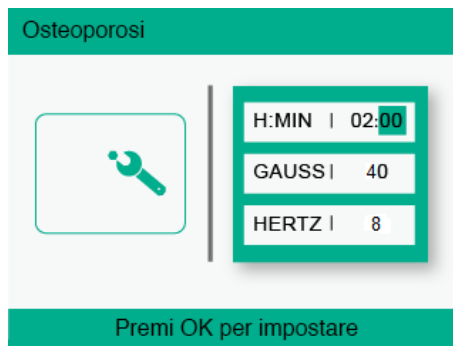 Osteoporosi
H:MIN | 02:00
GAUSS | 40
HERTZ | 8
Premi OK per impostare